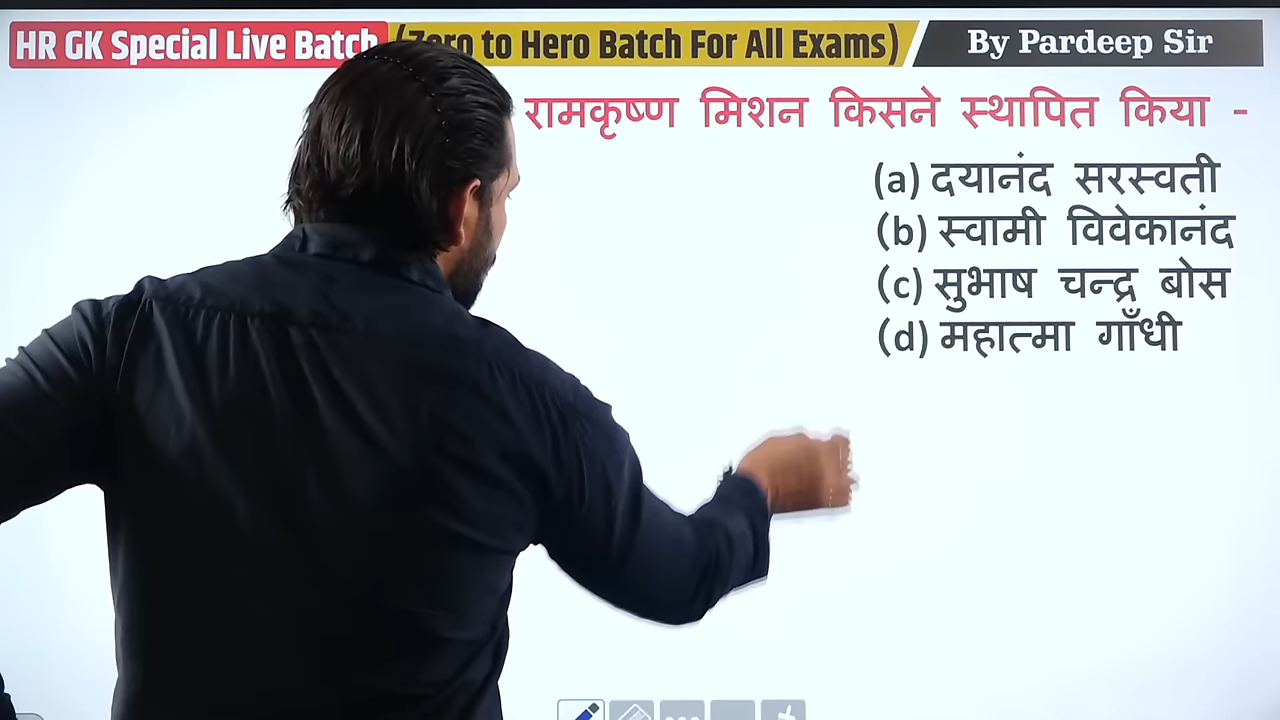 HR GK Special Live Batch (Zero to Hero Batch For All Exams) By Pardeep Sir
रामकृष्ण मिशन किसने स्थापित किया -
(a) दयानंद सरस्वती
(b) स्वामी विवेकानंद
(c) सुभाष चन्द्र बोस
(d) महात्मा गाँधी